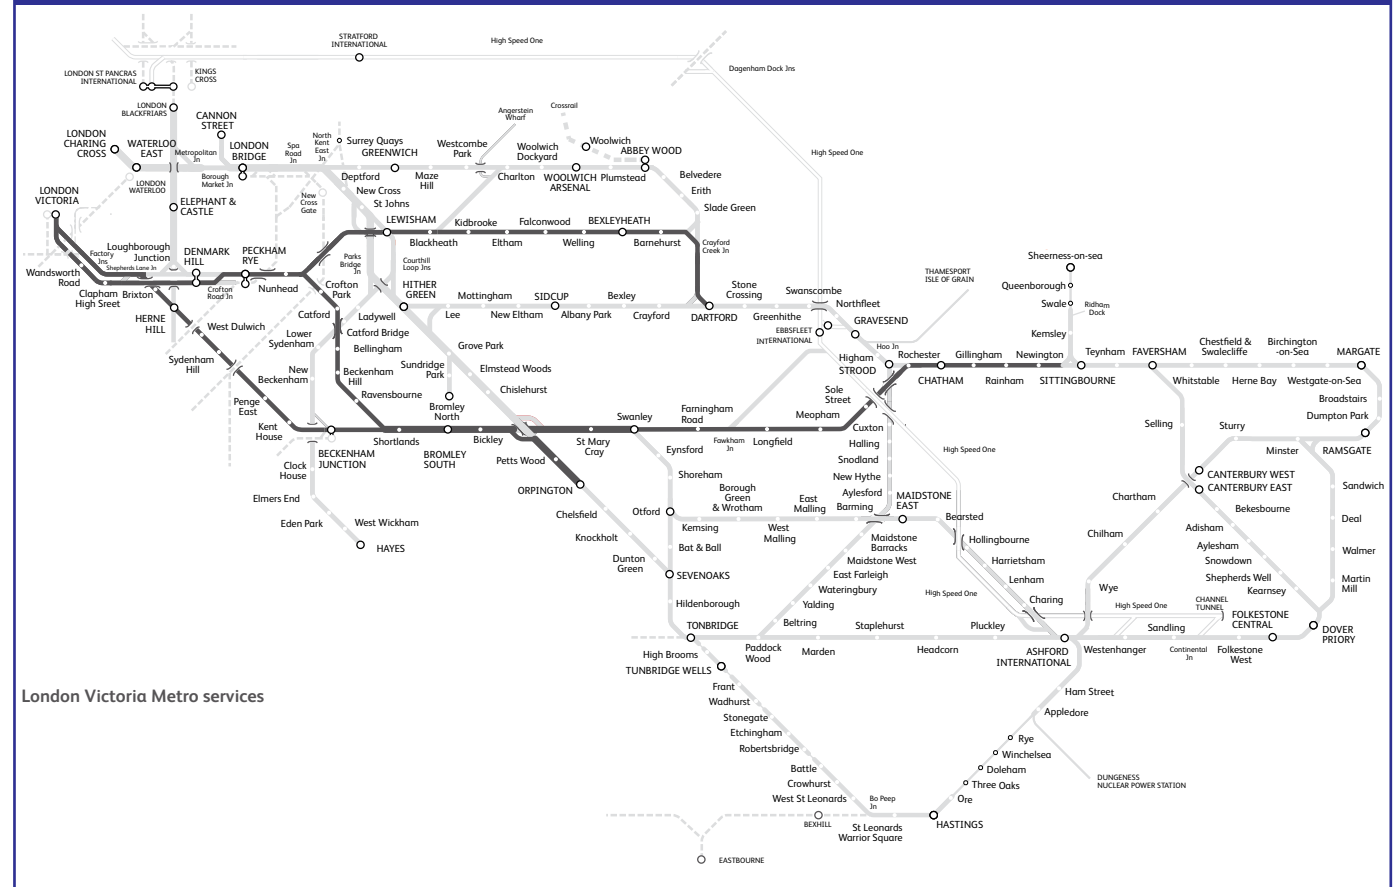 STRATFORD
INTERNATIONAL
High Speed One
Dagenham Dock Jns
LONDON ST PANCRAS
INTERNATIONAL
KINGS
CROSS
LONDON
BLACKFRIARS
CANNON
STREET
LONDON
CHARING
CROSS
WATERLOO
EAST
Metropolitan
Jn
LONDON
BRIDGE
Spa
Road
Jn
North
Kent
East
Jn
Surrey Quays
GREENWICH
Westcombe
Park
Angerstein
Wharf
Crossrail
Woolwich
Dockyard
Woolwich
ABBEY WOOD
High Speed One
LONDON
WATERLOO
Borough
Market Jn
Deptford
Maze
Hill
Charlton
WOOLWICH
ARSENAL
Plumstead
Belvedere
Erith
Slade Green
LONDON
VICTORIA
ELEPHANT &
CASTLE
New
Cross
Gate
New Cross
St Johns
LEWISHAM
Kidbrooke
Falconwood
BEXLEYHEATH
Blackheath
Eltham
Welling
Barnehurst
Crayford
Creek Jn
Factory
Jns
Shepherds Lane Jn
Loughborough
Junction
DENMARK
HILL
PECKHAM
RYE
Parks
Bridge
Jn
Courthill
Loop Jns
Wandsworth
Road
Clapham
High Sreet
Brixton
Crofton
Road Jn
Nunhead
Crofton
Park
HITHER
GREEN
Mottingham
SIDCUP
Bexley
Stone
Crossing
Swanscombe
Northfleet
THAMESPORT
ISLE OF GRAIN
Sheerness-on-sea
Queenborough
Swale
Ridham
Dock
HERNE
HILL
West Dulwich
Catford
Ladywell
Lee
New Eltham
Albany Park
Crayford
DARTFORD
Greenhithe
EBBSFLEET
INTERNATIONAL
GRAVESEND
Kemsley
Lower
Sydenham
Catford Bridge
Bellingham
Grove Park
Hoo Jn
Higham
STROOD
Rochester
Gillingham
Newington
Teynham
FAVERSHAM
Chestfield &
Swalecliffe
Birchington
-on-Sea
MARGATE
Sydenham
Hill
New
Beckenham
Beckenham
Hill
Sundridge
Park
Elmstead Woods
CHATHAM
Rainham
SITTINGBOURNE
Whitstable
Herne Bay
Westgate-on-Sea
Penge
East
Ravensbourne
Chislehurst
Sole
Street
Broadstairs
Bromley
North
Swanley
Farningham
Road
Meopham
Dumpton Park
Kent
House
Cuxton
Selling
Sturry
BECKENHAM
JUNCTION
Shortlands
BROMLEY
SOUTH
Bickley
St Mary
Cray
Eynsford
Fawkham
Jn
Longfield
Halling
High Speed One
Minster
RAMSGATE
Clock
House
Petts Wood
Snodland
Shoreham
New Hythe
CANTERBURY WEST
CANTERBURY EAST
Sandwich
Elmers End
ORPINGTON
Borough
Green
& Wrotham
East
Malling
Aylesford
Barming
MAIDSTONE
EAST
Chartham
Bekesbourne
Eden Park
West Wickham
Chelsfield
Otford
Kemsing
West
Malling
Bearsted
Adisham
Deal
HAYES
Knockholt
Bat & Ball
Maidstone
Barracks
Hollingbourne
Chilham
Aylesham
Walmer
Dunton
Green
SEVENOAKS
Maidstone West
Harrietsham
Snowdown
East Farleigh
Lenham
Shepherds Well
Martin
Mill
Wateringbury
High Speed One
Charing
Wye
Kearnsey
Hildenborough
Yalding
High Speed One
CHANNEL
TUNNEL
FOLKESTONE
CENTRAL
TONBRIDGE
Beltring
Staplehurst
Pluckley
Sandling
DOVER
PRIORY
High Brooms
Paddock
Wood
Marden
Headcorn
ASHFORD
INTERNATIONAL
Westenhanger
Continental
Jn
Folkestone
West
TUNBRIDGE WELLS
London Victoria Metro services
Frant
Wadhurst
Ham Street
Stonegate
Appledore
Etchingham
Robertsbridge
Rye
Winchelsea
Battle
Doleham
Crowhurst
Three Oaks
DUNGENESS
NUCLEAR POWER STATION
West St Leonards
Bo Peep
Jn
Ore
BEXHILL
St Leonards
Warrior Square
HASTINGS
EASTBOURNE